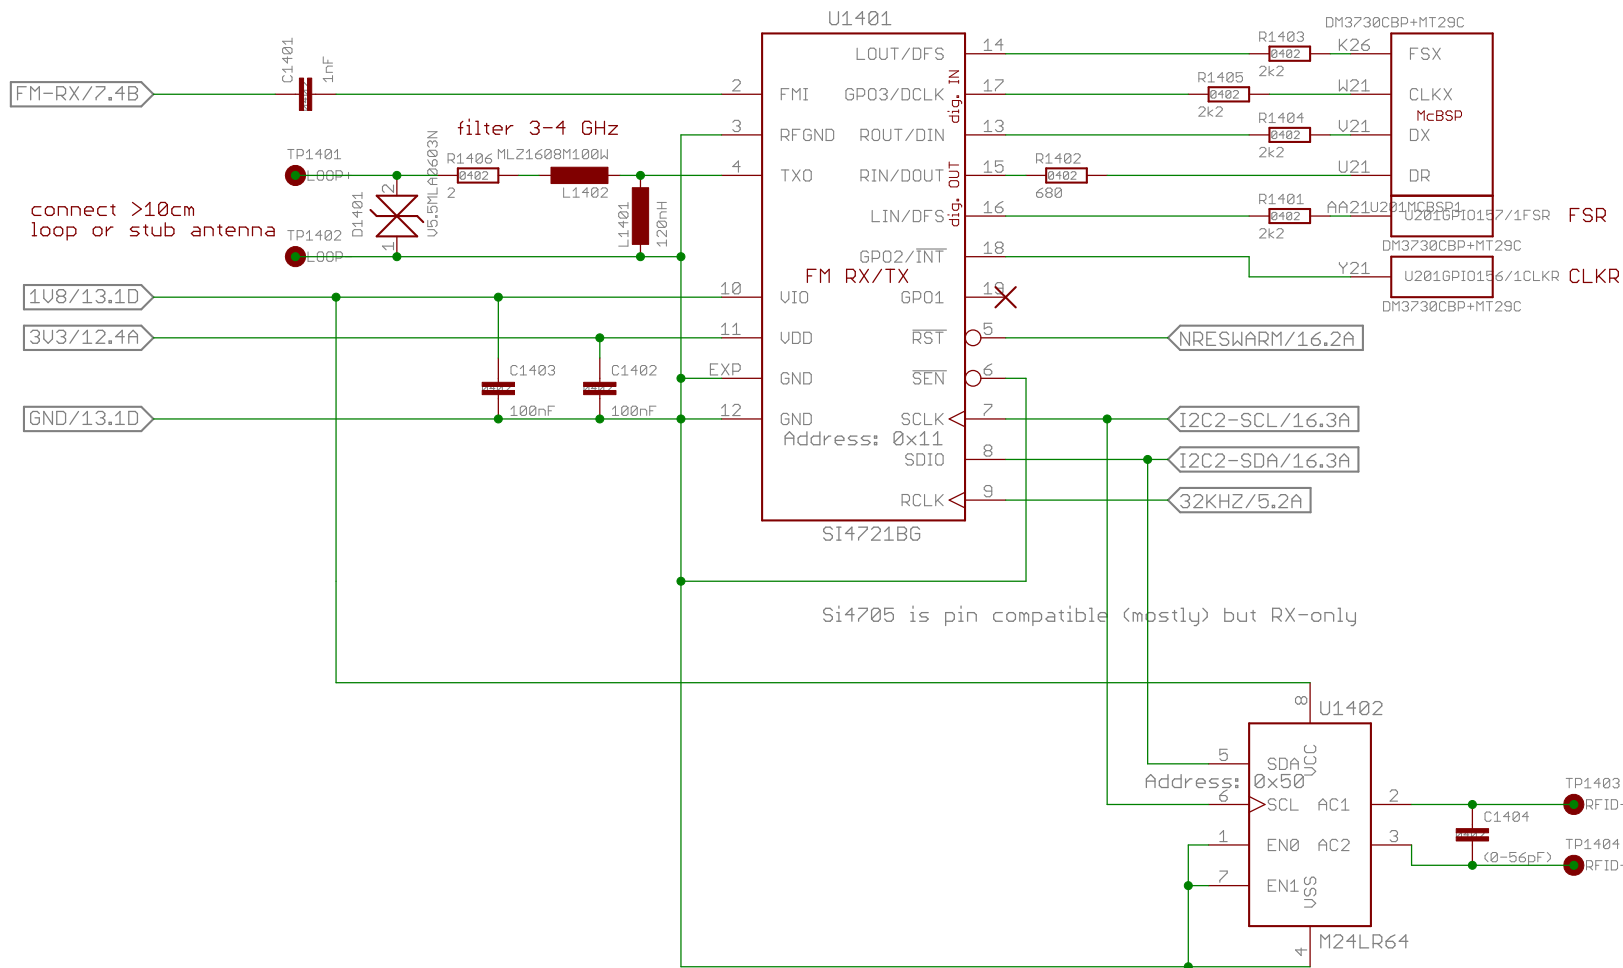 U1401
DM3730CBP+MT29C
C1401
1nF
FM-RX/7.4B
2
FMI
LOUT/DFS
14
R1403
0402
2k2
K26
FSX
GPO3/DCLK
17
R1405
0402
2k2
W21
CLKX
McBSP
dig. IN
filter 3-4 GHz
3
RFGND
ROUT/DIN
13
R1404
0402
2k2
V21
DX
TP1401
LOOP+
R1406
0402
2
MLZ1608M100W
L1402
4
TXO
RIN/DOUT
15
R1402
0402
680
U21
DR
dig. OUT
connect >10cm
loop or stub antenna
D1401
2
1
V5.5MLA0603N
L1401
120nH
LIN/DFS
16
R1401
0402
2k2
AA21
U201MCBSP1
U201GPIO157/1FSR
FSR
DM3730CBP+MT29C
TP1402
LOOP-
GPO2/INT
18
FM RX/TX
Y21
U201GPIO156/1CLKR
CLKR
DM3730CBP+MT29C
1V8/13.1D
10
VIO
GPO1
19
3V3/12.4A
11
VDD
RST
5
NRESWARM/16.2A
C1403
100nF
C1402
100nF
EXP
GND
SEN
6
GND/13.1D
12
GND
SCLK
7
I2C2-SCL/16.3A
Address: 0x11
SDIO
8
I2C2-SDA/16.3A
RCLK
9
32KHZ/5.2A
SI4721BG
Si4705 is pin compatible (mostly) but RX-only
8
U1402
VCC
5
SDA
Address: 0x50
6
SCL
AC1
2
TP1403
RFID-
C1404
(0-56pF)
1
EN0
AC2
3
TP1404
RFID-
7
EN1
VSS
4
M24LR64